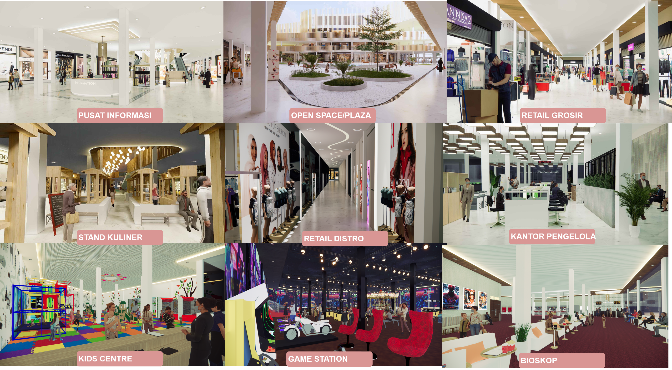 PUSAT INFORMASI
OPEN SPACE/PLAZA
RETAIL GROSIR
STAND KULINER
RETAIL DISTRO
KANTOR PENGELOLA
KIDS CENTRE
GAME STATION
BIOSKOP